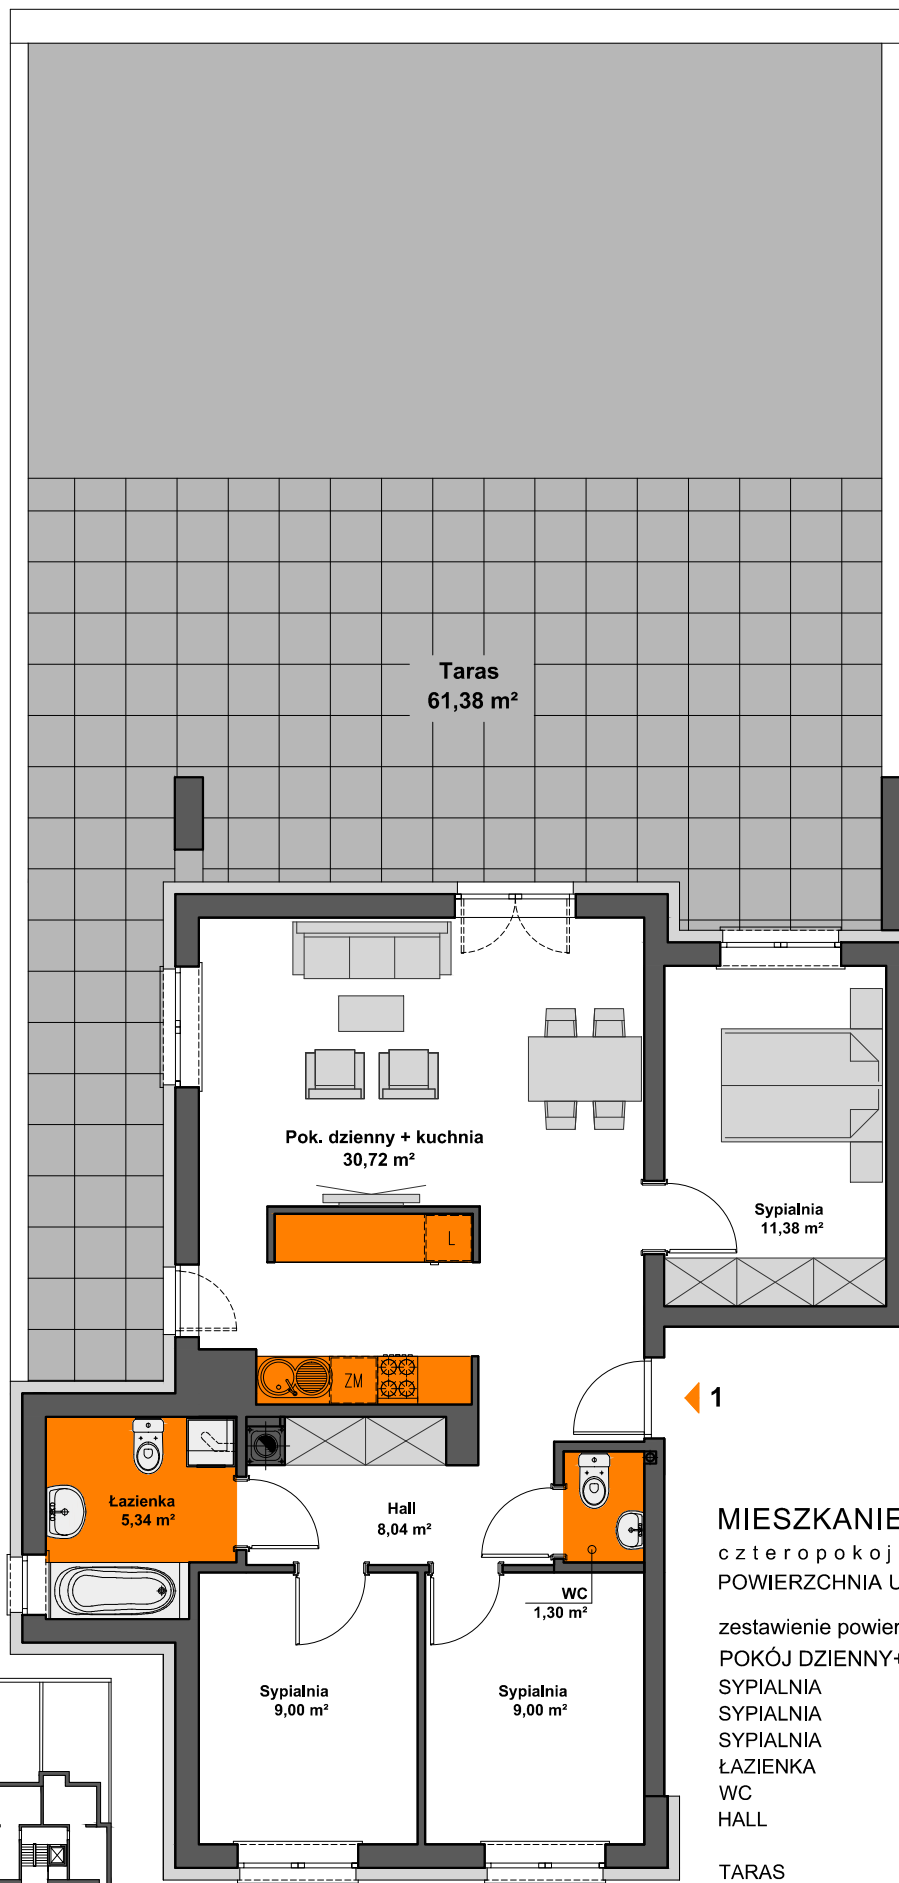 Taras
61,38 m²
Pok. dzienny + kuchnia
30,72 m²
Sypialnia
11,38 m²
L
ZM
1
Łazienka
5,34 m²
Hall
8,04 m²
WC
1,30 m²
Sypialnia
9,00 m²
Sypialnia
9,00 m²
MIESZKANIE
czteropokoj
POWIERZCHNIA U
zestawienie powier
POKÓJ DZIENNY+
SYPIALNIA
SYPIALNIA
SYPIALNIA
ŁAZIENKA
WC
HALL
TARAS